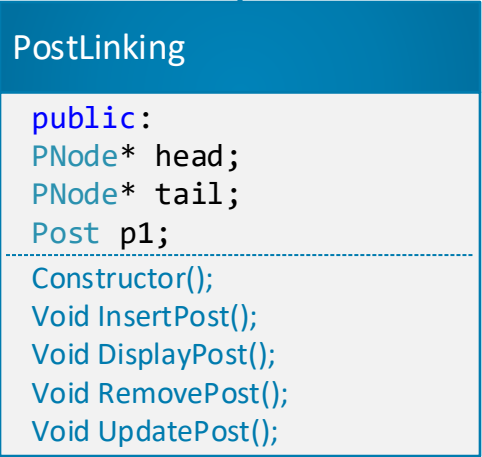 PostLinking
public:
PNode* head;
PNode* tail;
Post p1;
Constructor();
Void InsertPost();
Void DisplayPost();
Void RemovePost();
Void UpdatePost();